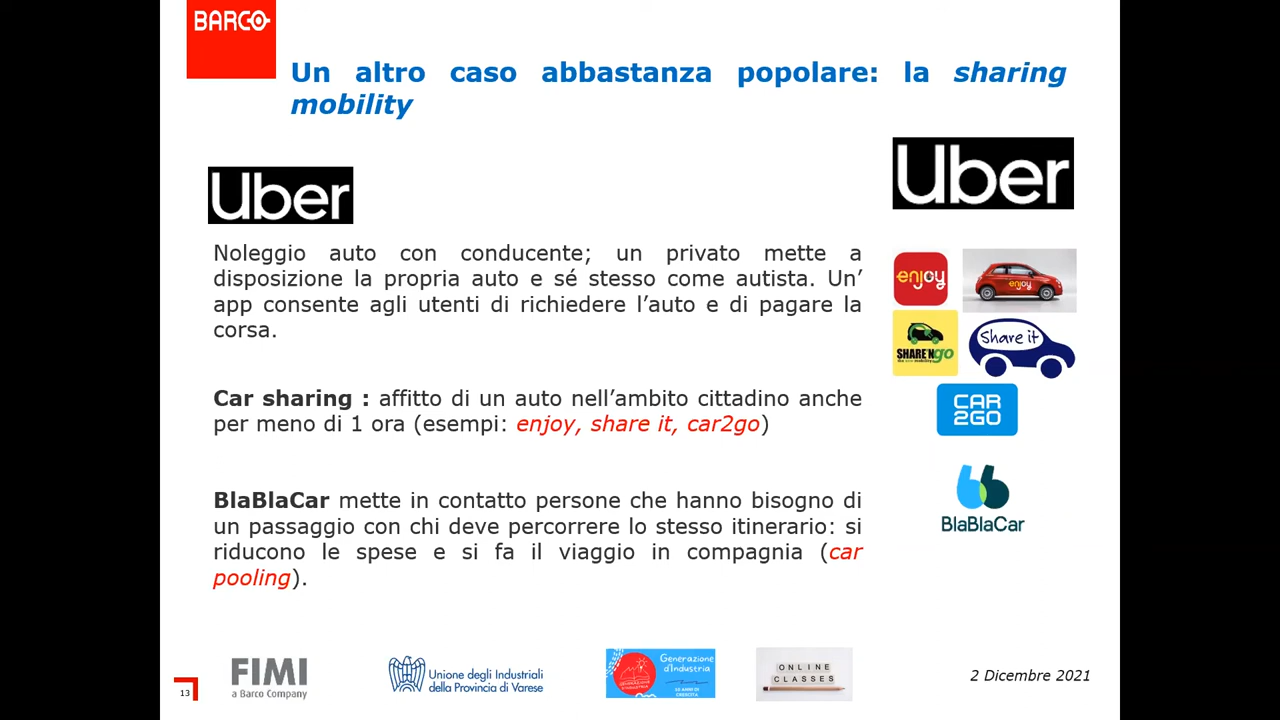 BARCO
Un altro caso abbastanza popolare: la sharing
mobility
Uber
Uber
Noleggio auto con conducente; un privato mette a
disposizione la propria auto e sé stesso come autista. Un’
app consente agli utenti di richiedere l’auto e di pagare la
corsa.
enjoy
enjoy
SHARE'NGO
Share it
Car sharing : affitto di un auto nell’ambito cittadino anche
per meno di 1 ora (esempi: enjoy, share it, car2go)
CAR
2GO
BlaBlaCar mette in contatto persone che hanno bisogno di
un passaggio con chi deve percorrere lo stesso itinerario: si
riducono le spese e si fa il viaggio in compagnia (car
pooling).
BlaBlaCar
13
FIMI
a Barco Company
Unione degli Industriali
della Provincia di Varese
Generazione
d'Industria
ONLINE
CLASSES
2 Dicembre 2021